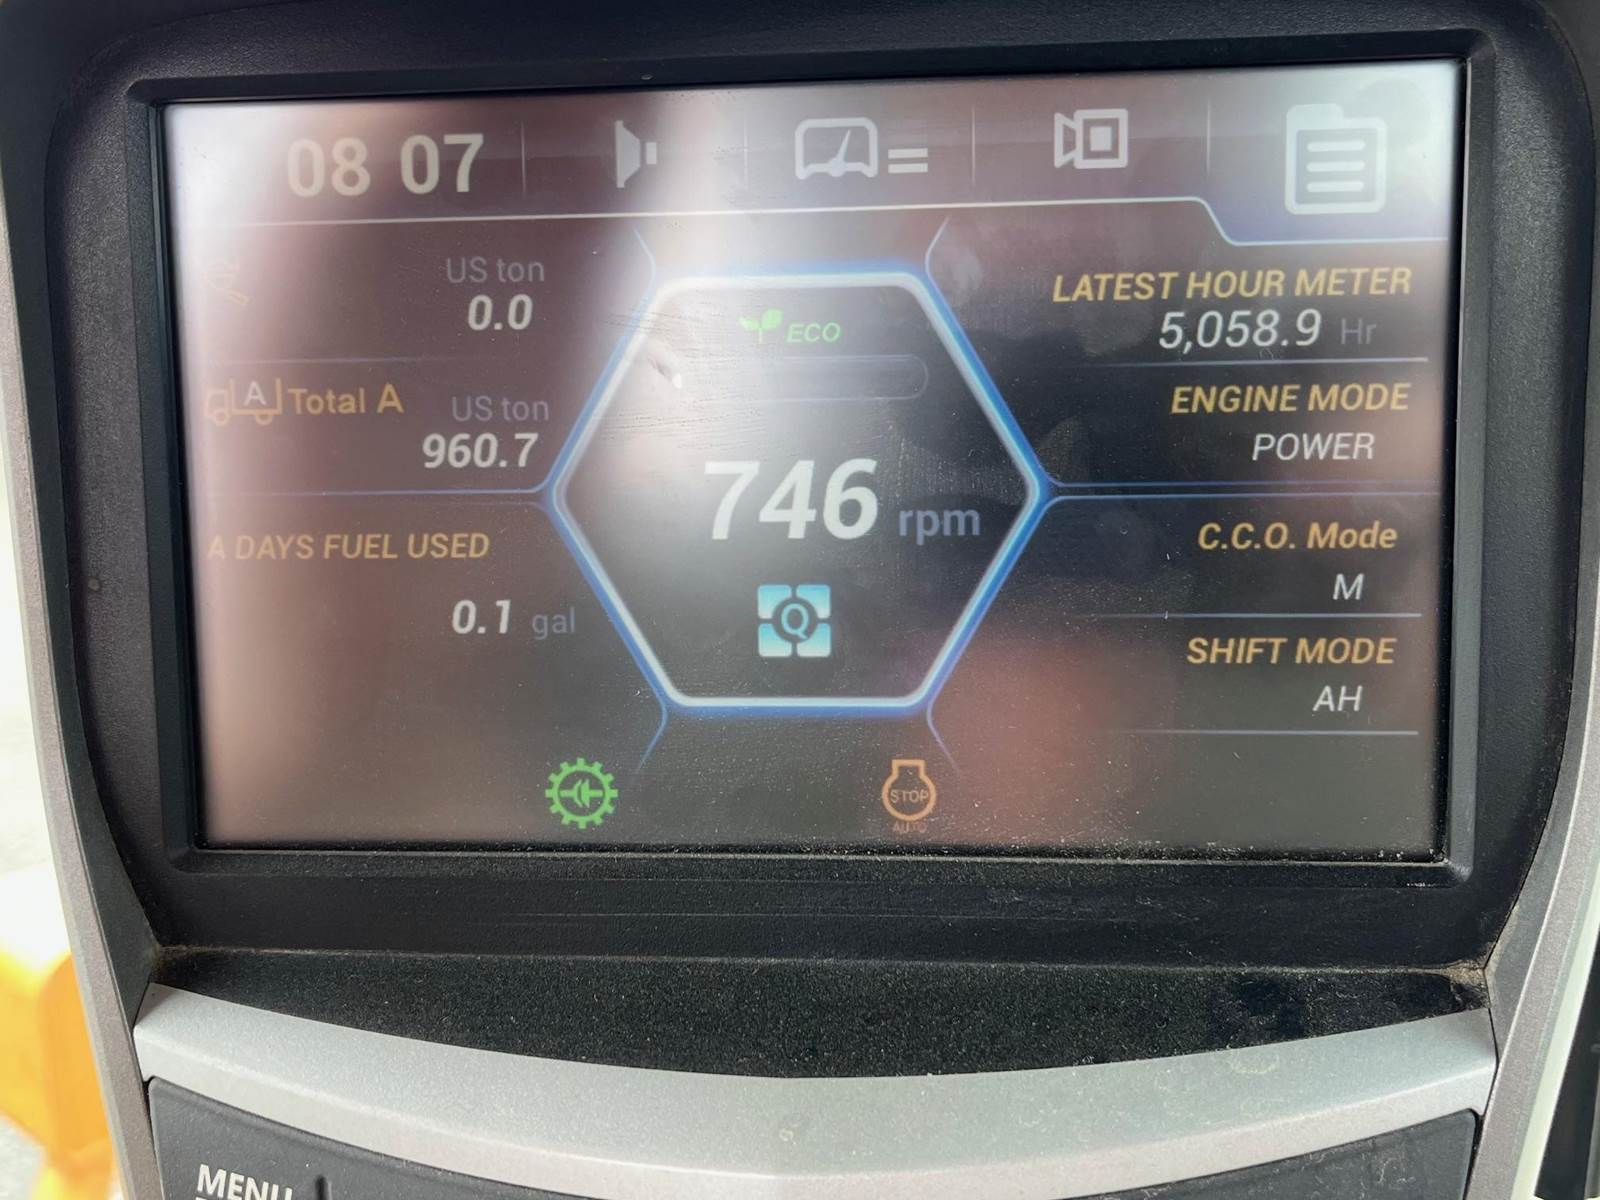 08 07
US ton
0.0
A Total A US ton
960.7
A DAYS FUEL USED
0.1 gal
ECO
746 rpm
Q
LATEST HOUR METER
5,058.9 Hr
ENGINE MODE
POWER
C.C.O. Mode
M
SHIFT MODE
AH
STOP
AUTO
MENU